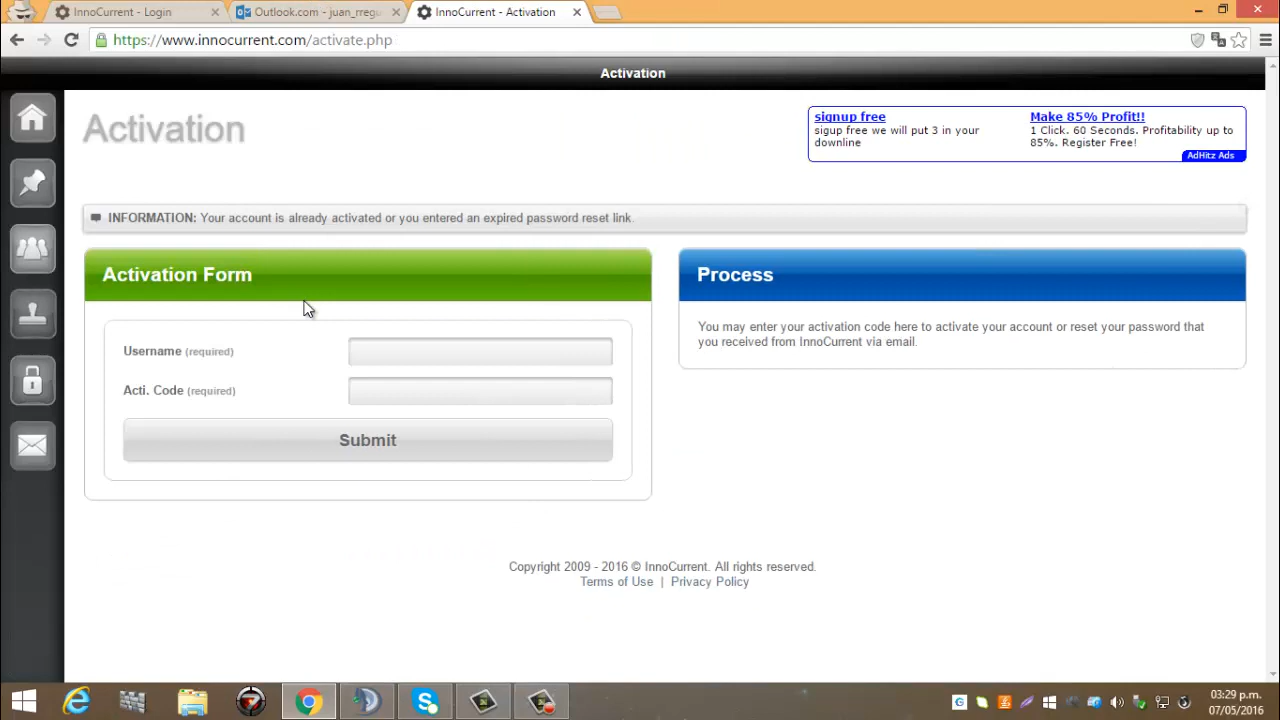 InnoCurrent - Login
Outlook.com - juan_rregu
InnoCurrent - Activation
https://www.innocurrent.com/activate.php
Activation
Activation
signup free
sigup free we will put 3 in your
downline
Make 85% Profit!!
1 Click. 60 Seconds. Profitability up to
85%. Register Free!
AdHitz Ads
INFORMATION: Your account is already activated or you entered an expired password reset link.
Activation Form
Username (required)
Acti. Code (required)
Submit
Process
You may enter your activation code here to activate your account or reset your password that
you received from InnoCurrent via email.
Copyright 2009 - 2016 © InnoCurrent. All rights reserved.
Terms of Use | Privacy Policy
03:29 p.m.
07/05/2016